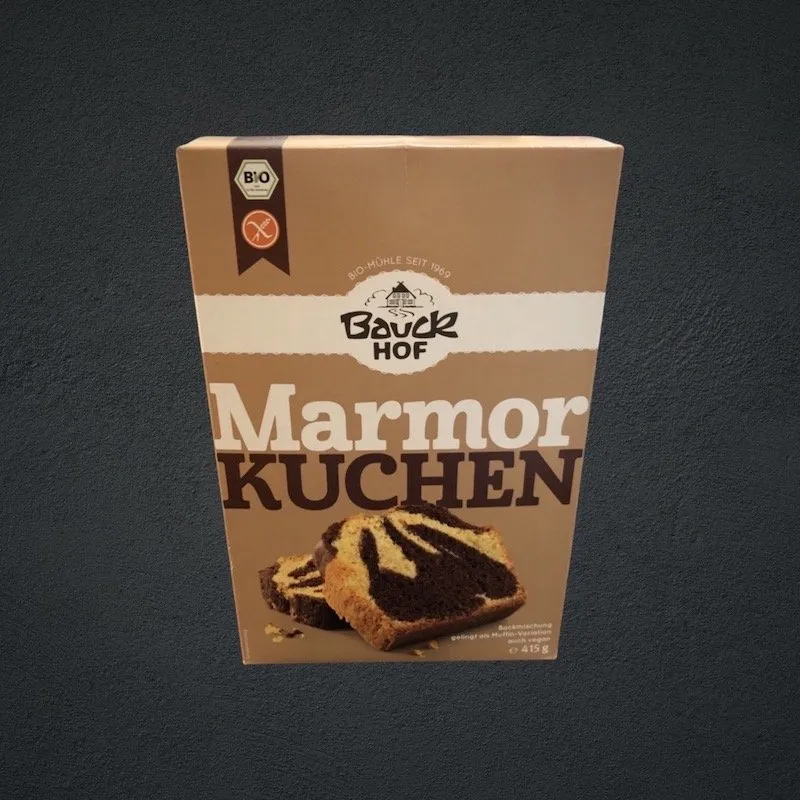 BIO
BIO-MÜHLE SEIT 1969
Bauck
HOF
Marmor
KUCHEN
Backmischung
gelingt als Muffin-Variation
auch vegan
℮ 415 g